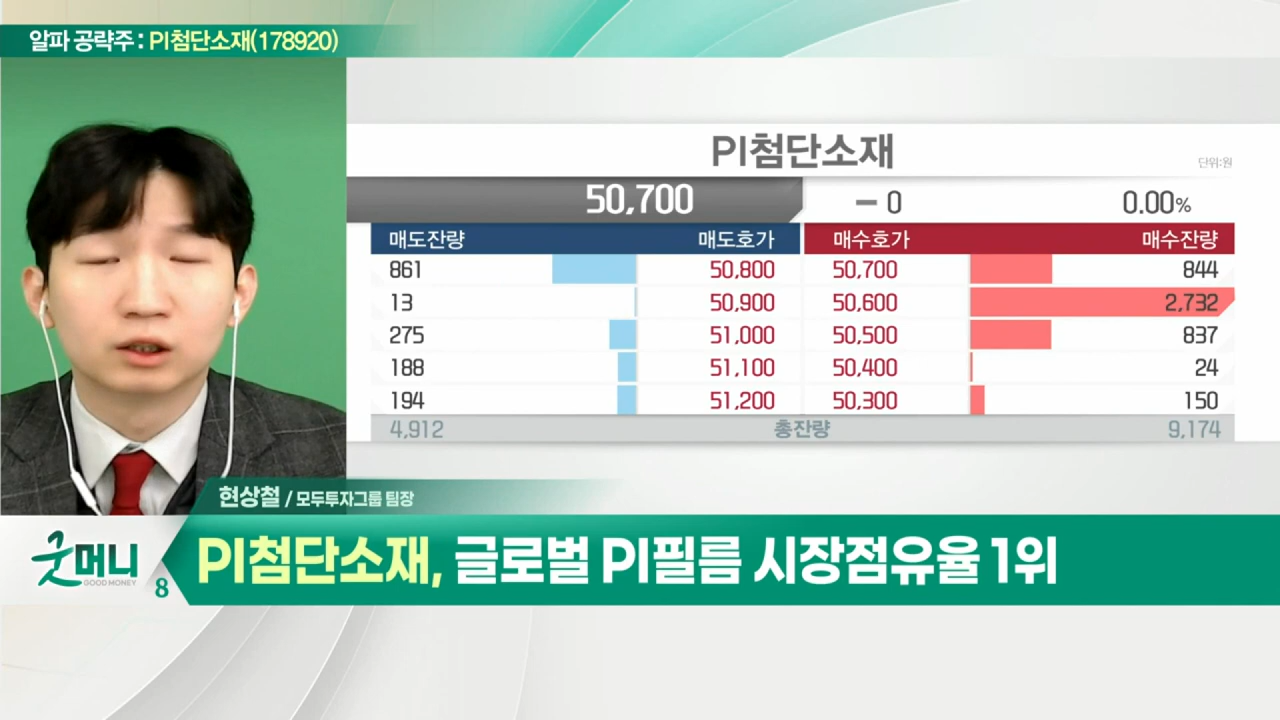 알파 공략주 : PI첨단소재(178920)
PI첨단소재
단위:원
50,700 0 0.00%
매도잔량 매도호가 매수호가 매수잔량
861 50,800 50,700 844
13 50,900 50,600 2,732
275 51,000 50,500 837
188 51,100 50,400 24
194 51,200 50,300 150
4,912 총잔량 9,174
현상철 / 모두투자그룹 팀장
굿머니
GOOD MONEY
8
PI첨단소재, 글로벌 PI필름 시장점유율 1위